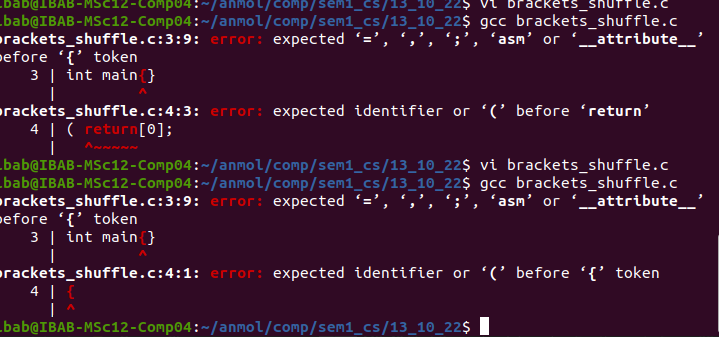 ibab@IBAB-MSc12-Comp04:~/anmol/comp/sem1_cs/13_10_22$ vi brackets_shuffle.c
ibab@IBAB-MSc12-Comp04:~/anmol/comp/sem1_cs/13_10_22$ gcc brackets_shuffle.c
brackets_shuffle.c:3:9: error: expected ‘=’, ‘,’, ‘;’, ‘asm’ or ‘__attribute__’
before ‘{’ token
    3 | int main{}
      |         ^
brackets_shuffle.c:4:3: error: expected identifier or ‘(’ before ‘return’
    4 | ( return[0];
      |   ^~~~~~
ibab@IBAB-MSc12-Comp04:~/anmol/comp/sem1_cs/13_10_22$ vi brackets_shuffle.c
ibab@IBAB-MSc12-Comp04:~/anmol/comp/sem1_cs/13_10_22$ gcc brackets_shuffle.c
brackets_shuffle.c:3:9: error: expected ‘=’, ‘,’, ‘;’, ‘asm’ or ‘__attribute__’
before ‘{’ token
    3 | int main{}
      |         ^
brackets_shuffle.c:4:1: error: expected identifier or ‘(’ before ‘{’ token
    4 | {
      | ^
ibab@IBAB-MSc12-Comp04:~/anmol/comp/sem1_cs/13_10_22$